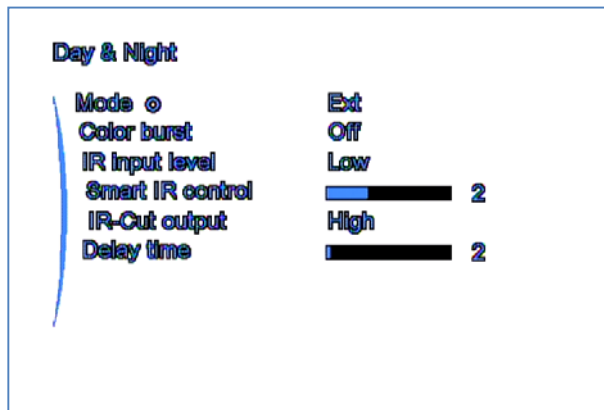 Day & Night
Mode Ext
Color burst Off
IR input level Low
Smart IR control 2
IR-Cut output High
Delay time 2